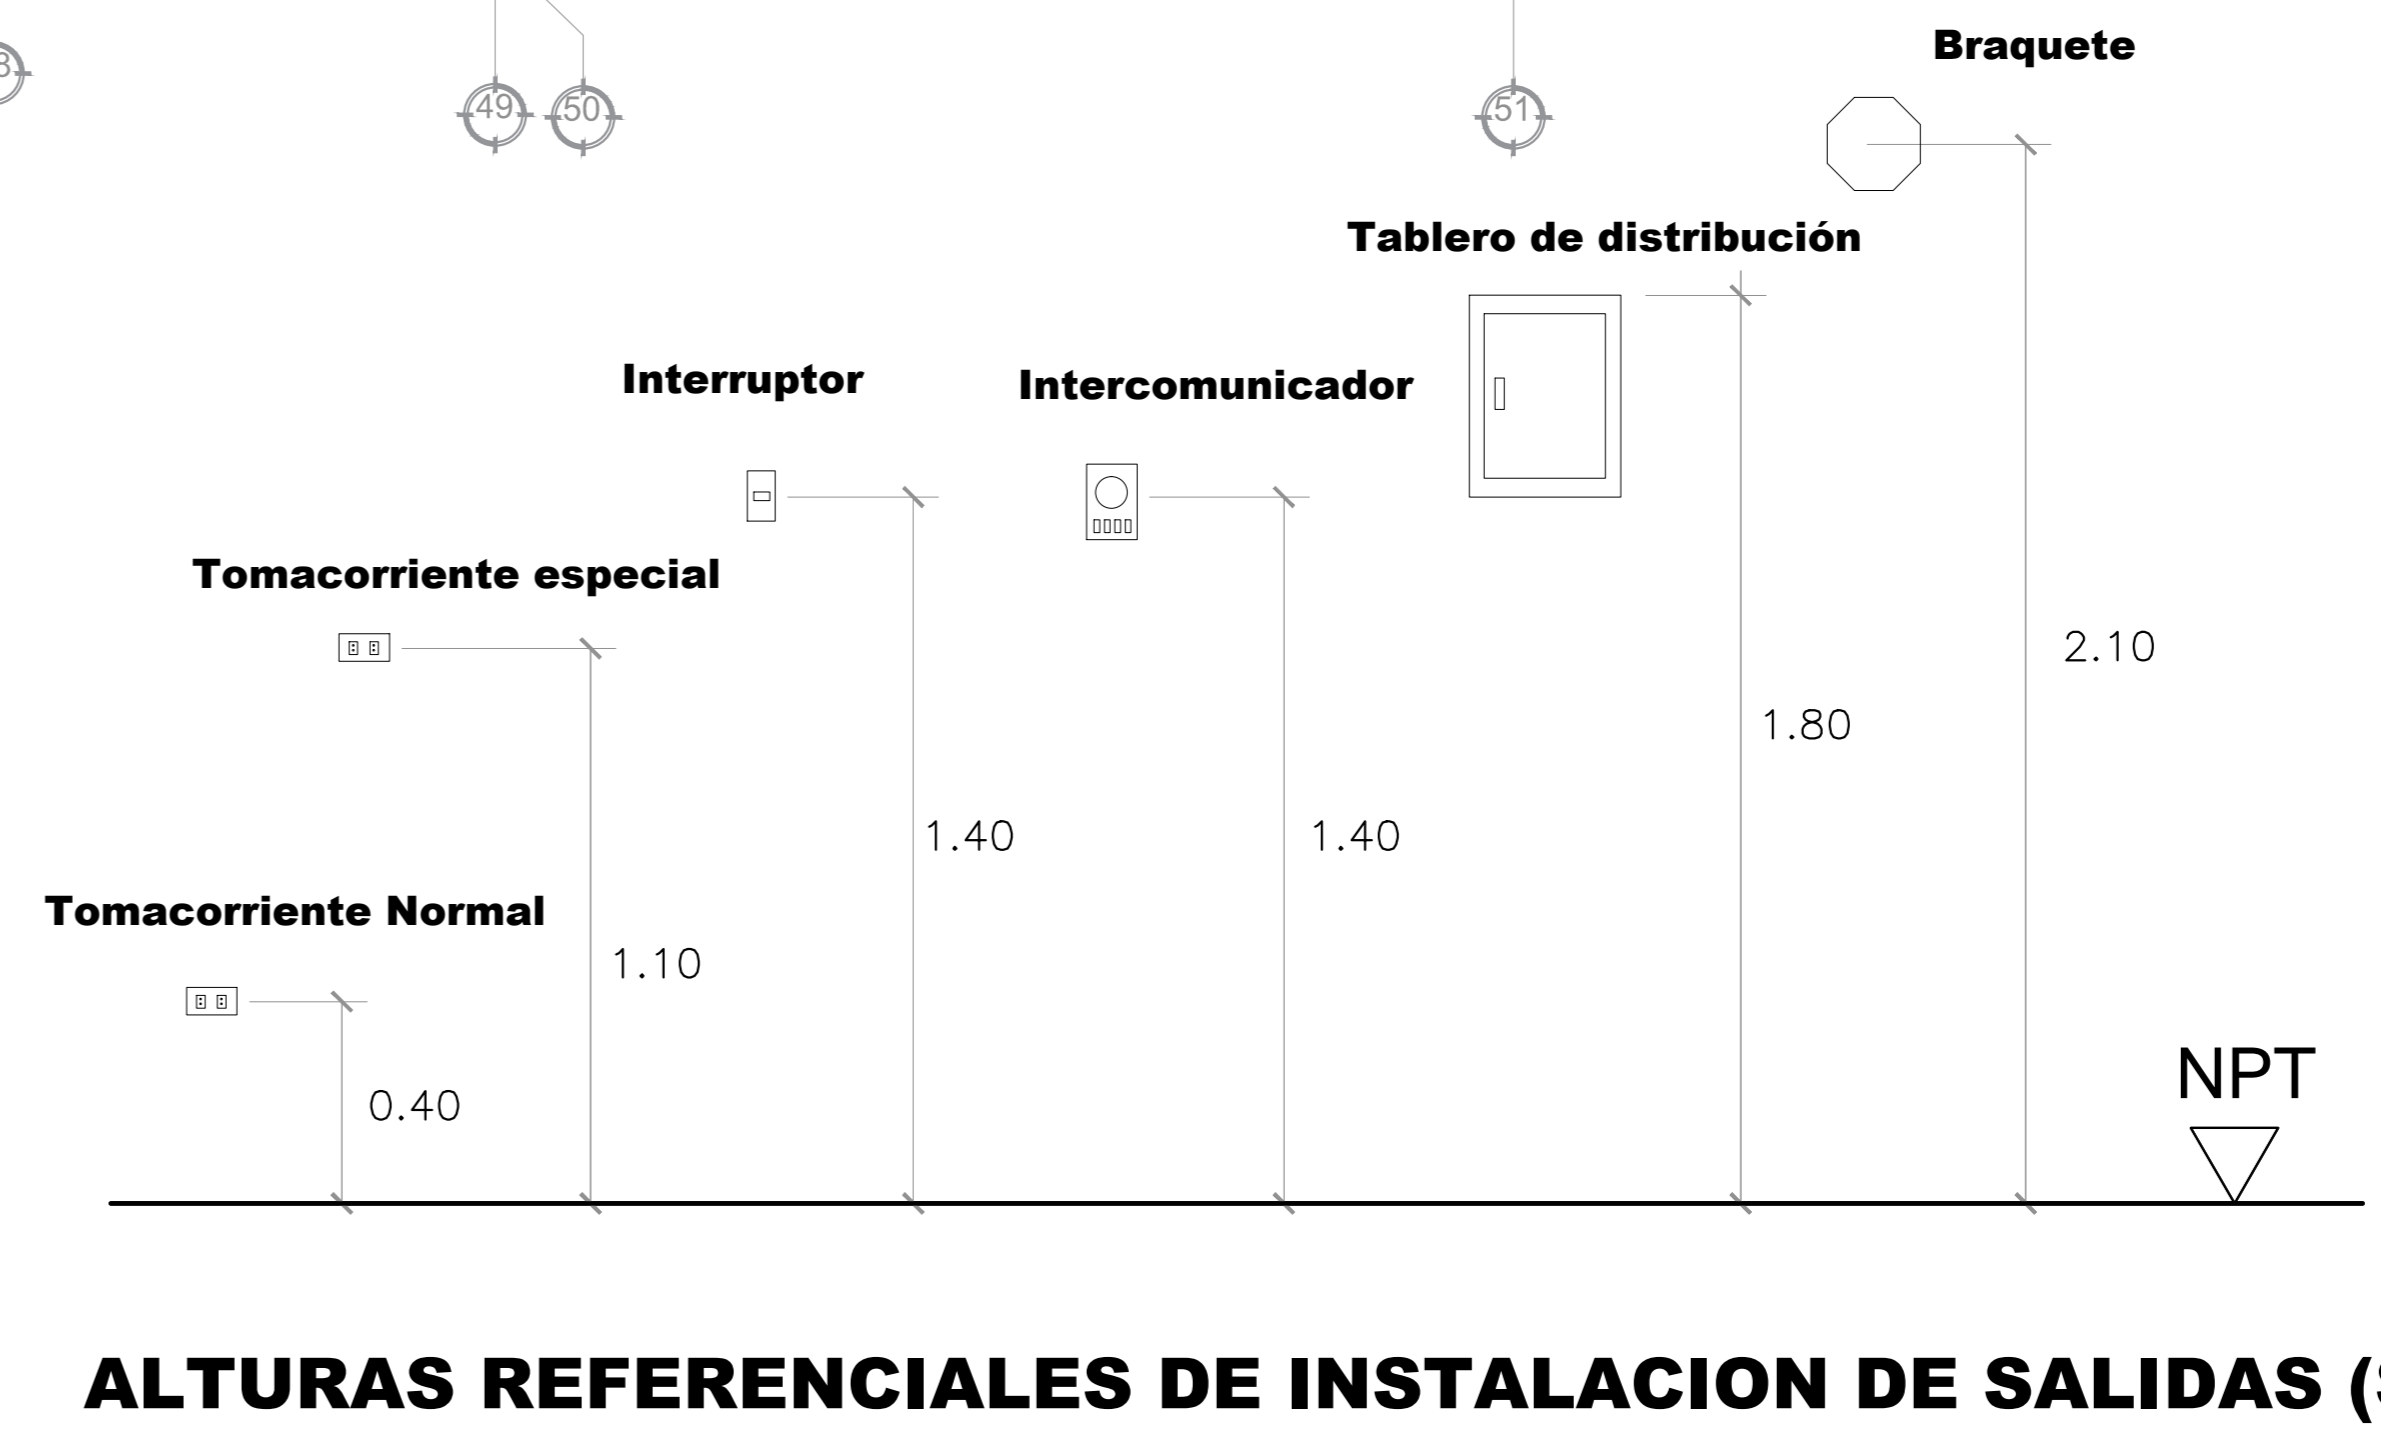 Braquete
49
50
51
Tablero de distribución
Interruptor
Intercomunicador
Tomacorriente especial
2.10
1.80
1.40
1.40
Tomacorriente Normal
1.10
NPT
0.40
ALTURAS REFERENCIALES DE INSTALACION DE SALIDAS